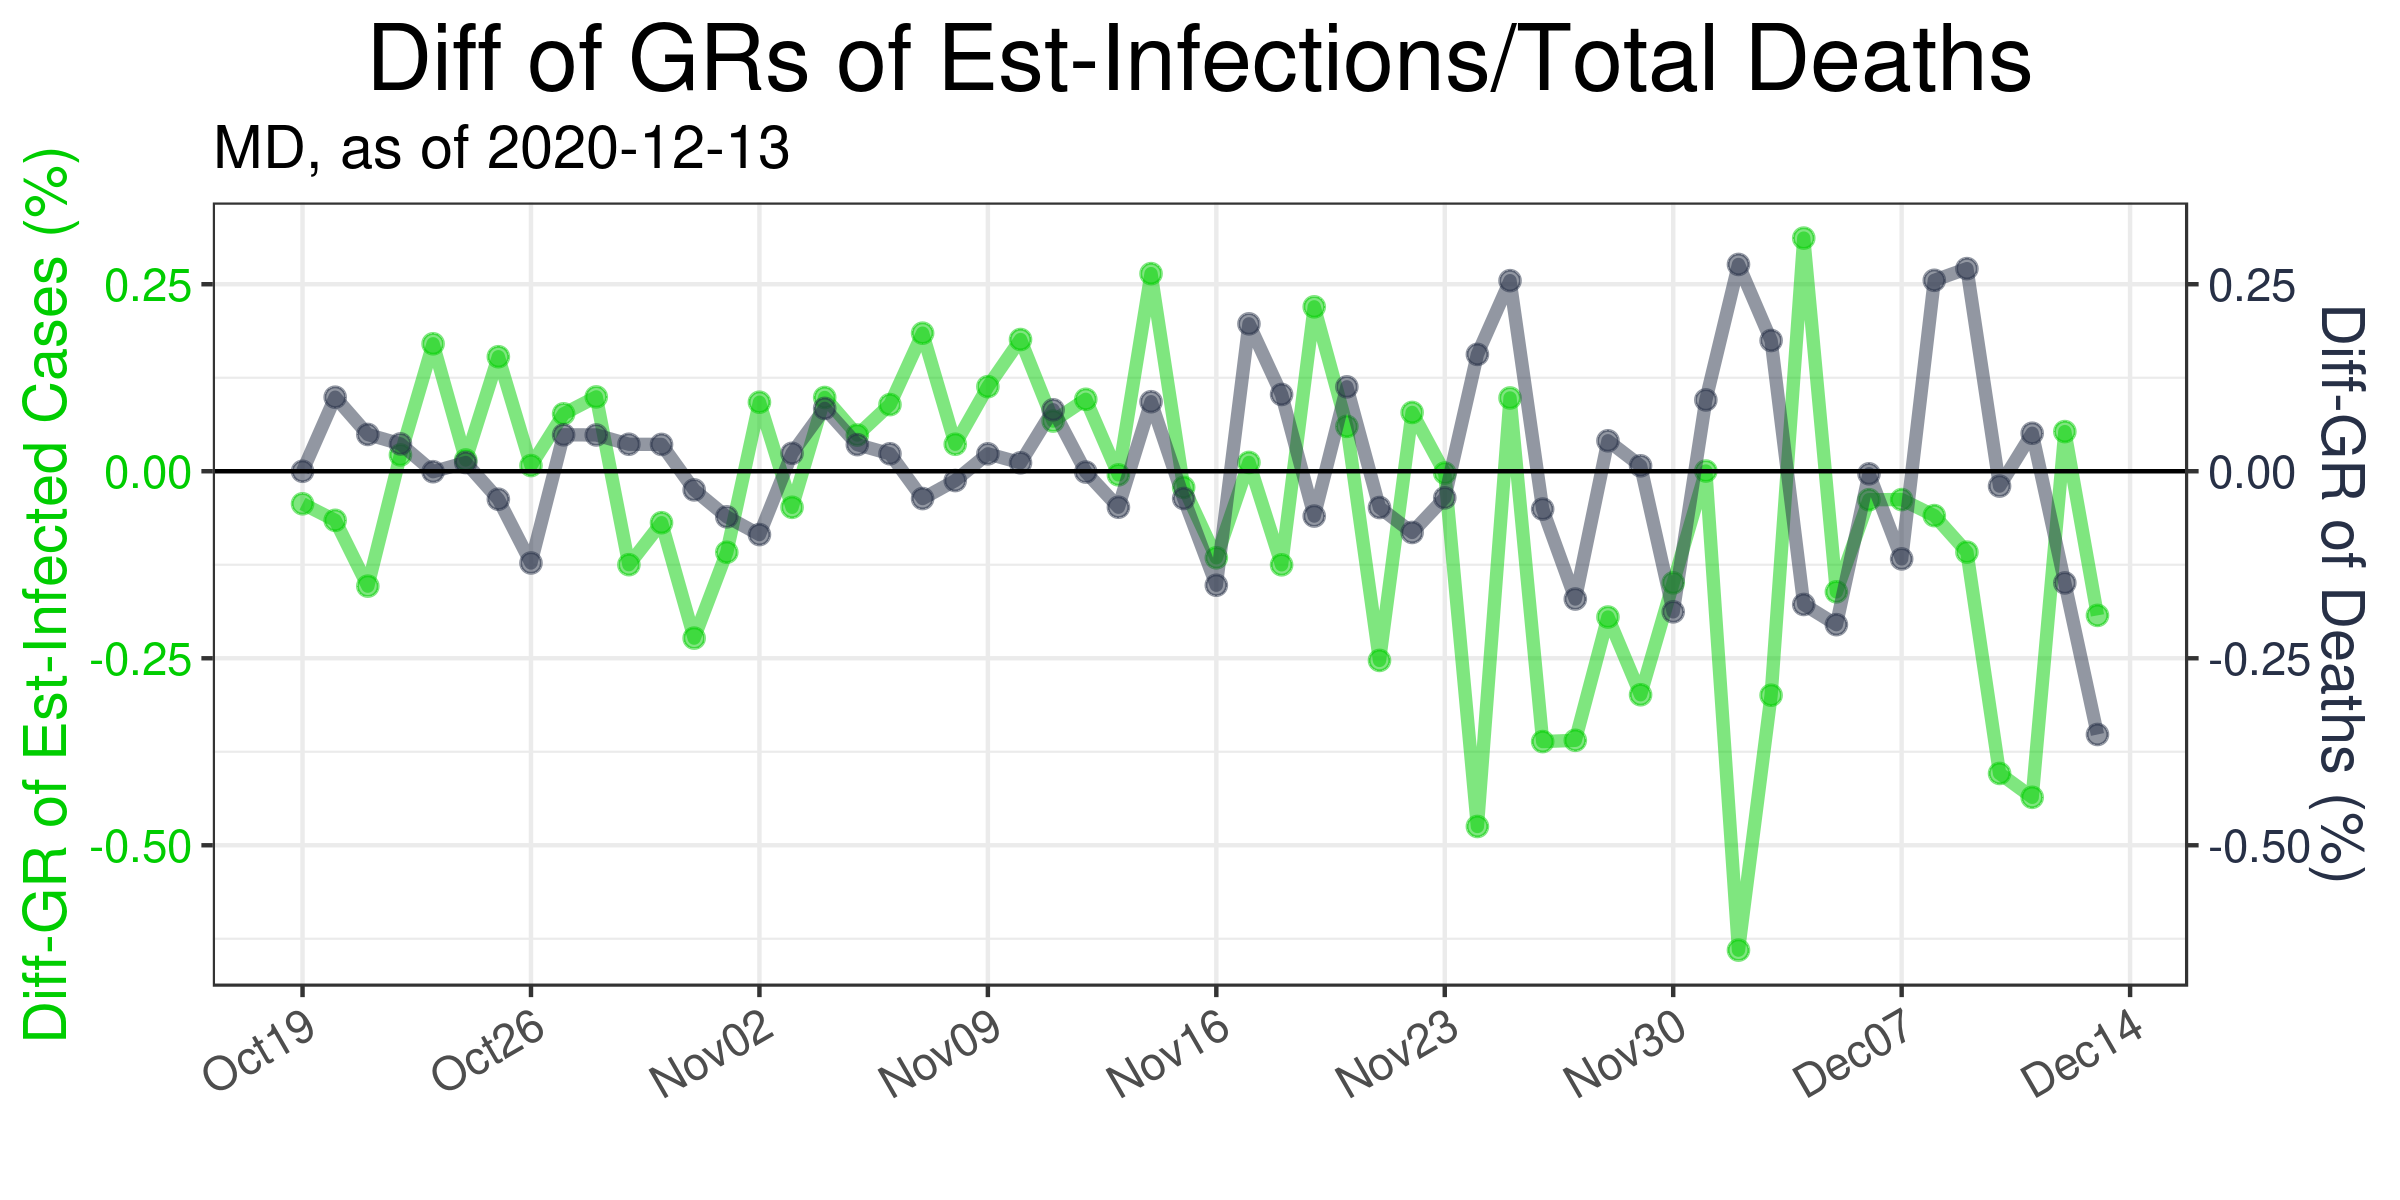 Diff of GRs of Est-Infections/Total Deaths
MD, as of 2020-12-13
Diff-GR of Est-Infected Cases (%)
0.25
0.00
-0.25
-0.50
0.25
0.00
-0.25
-0.50
Diff-GR of Deaths (%)
Oct19
Oct26
Nov02
Nov09
Nov16
Nov23
Nov30
Dec07
Dec14